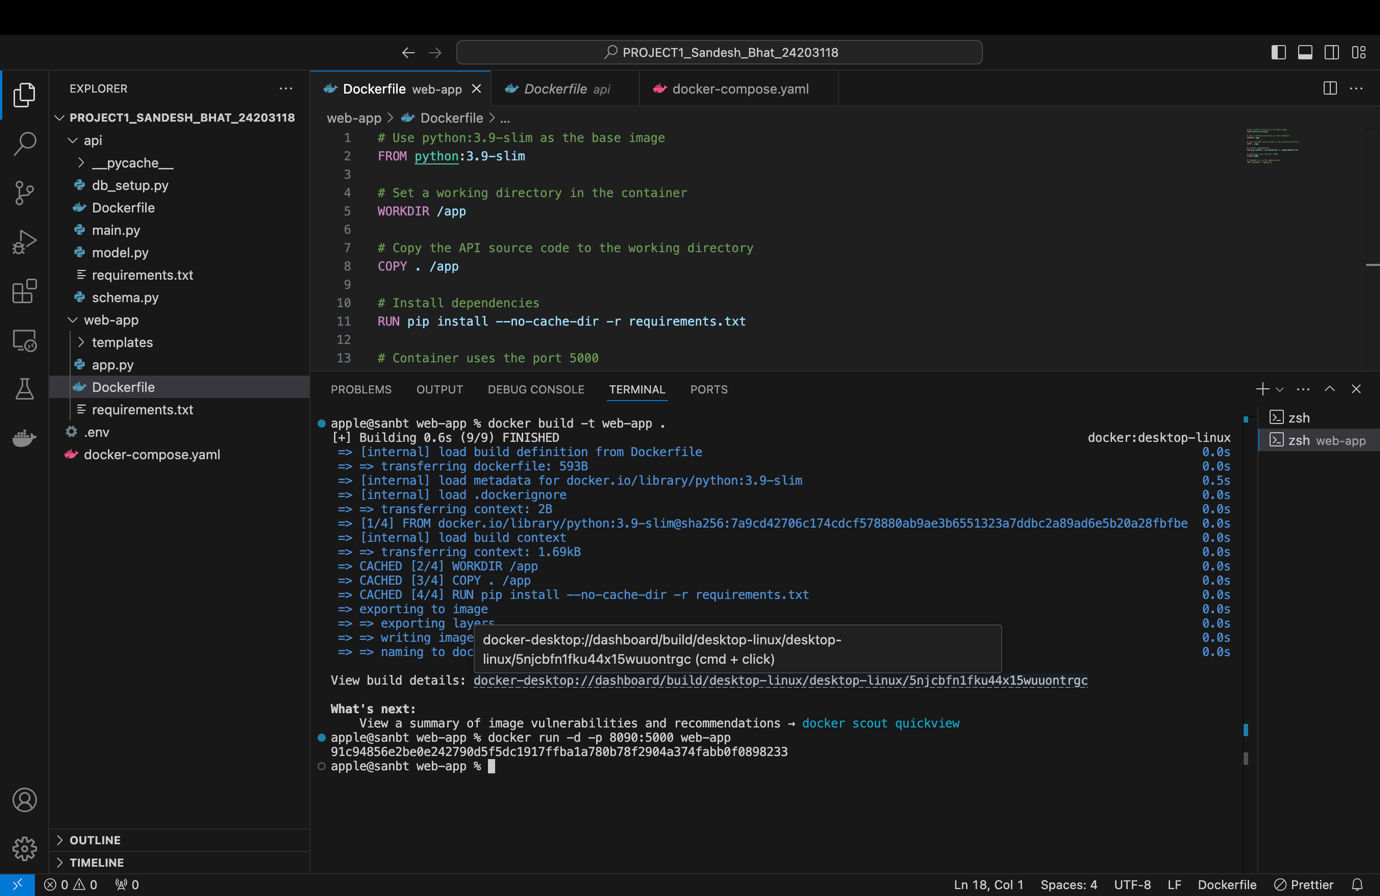 PROJECT1_Sandesh_Bhat_24203118
EXPLORER
PROJECT1_SANDESH_BHAT_24203118
api
__pycache__
db_setup.py
Dockerfile
main.py
model.py
requirements.txt
schema.py
web-app
templates
app.py
Dockerfile
requirements.txt
.env
docker-compose.yaml
OUTLINE
TIMELINE
Dockerfile web-app
Dockerfile api
docker-compose.yaml
web-app > Dockerfile > ...
1 # Use python:3.9-slim as the base image
2 FROM python:3.9-slim
3
4 # Set a working directory in the container
5 WORKDIR /app
6
7 # Copy the API source code to the working directory
8 COPY . /app
9
10 # Install dependencies
11 RUN pip install --no-cache-dir -r requirements.txt
12
13 # Container uses the port 5000
PROBLEMS OUTPUT DEBUG CONSOLE TERMINAL PORTS
apple@sanbt web-app % docker build -t web-app .
[+] Building 0.6s (9/9) FINISHED docker:desktop-linux
=> [internal] load build definition from Dockerfile 0.0s
=> => transferring dockerfile: 593B 0.0s
=> [internal] load metadata for docker.io/library/python:3.9-slim 0.5s
=> [internal] load .dockerignore 0.0s
=> => transferring context: 2B 0.0s
=> [1/4] FROM docker.io/library/python:3.9-slim@sha256:7a9cd42706c174cdcf578880ab9ae3b6551323a7ddbc2a89ad6e5b20a28fbfbe 0.0s
=> [internal] load build context 0.0s
=> => transferring context: 1.69kB 0.0s
=> CACHED [2/4] WORKDIR /app 0.0s
=> CACHED [3/4] COPY . /app 0.0s
=> CACHED [4/4] RUN pip install --no-cache-dir -r requirements.txt 0.0s
=> exporting to image 0.0s
=> => exporting layers 0.0s
=> => writing image 0.0s
=> => naming to doc 0.0s
docker-desktop://dashboard/build/desktop-linux/desktop-
linux/5njcbfn1fku44x15wuuontrgc (cmd + click)
View build details: docker-desktop://dashboard/build/desktop-linux/desktop-linux/5njcbfn1fku44x15wuuontrgc
What's next:
View a summary of image vulnerabilities and recommendations → docker scout quickview
apple@sanbt web-app % docker run -d -p 8090:5000 web-app
91c94856e2be0e242790d5f5dc1917ffba1a780b78f2904a374fabb0f0898233
apple@sanbt web-app %
zsh
zsh web-app
0 0 0
Ln 18, Col 1 Spaces: 4 UTF-8 LF Dockerfile Prettier